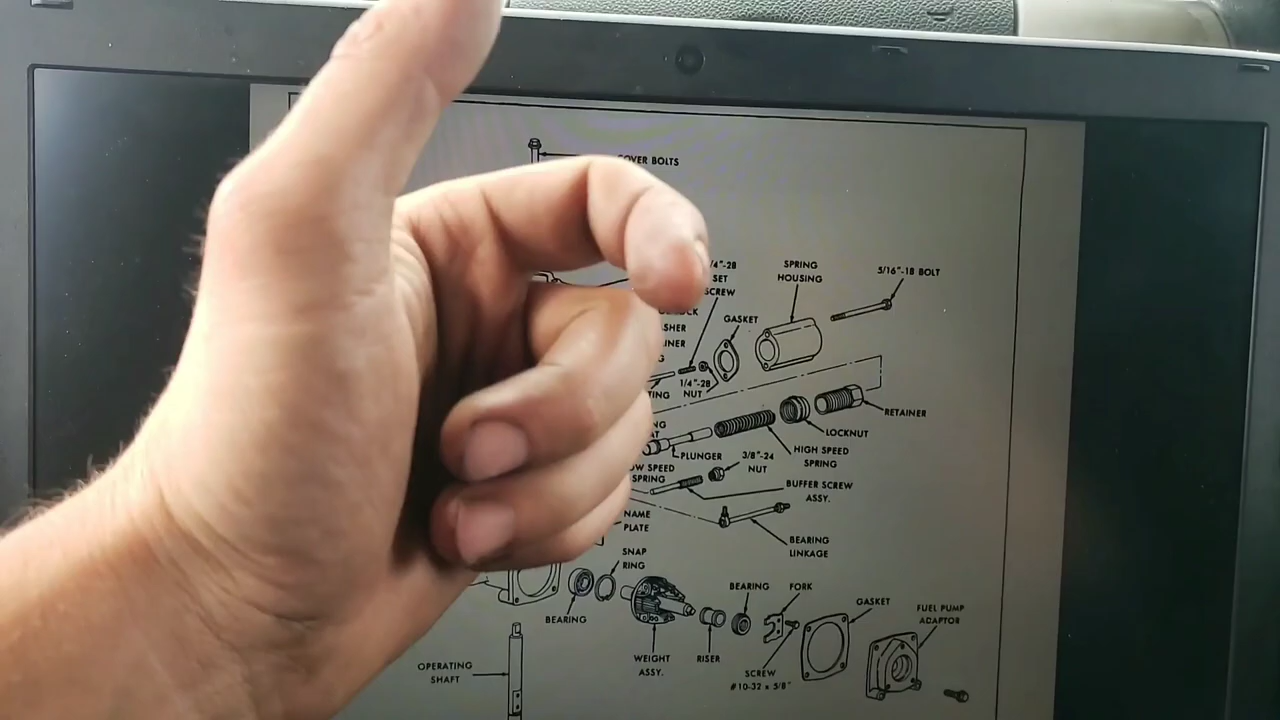 COVER BOLTS
SPRING
HOUSING
5/16"-18 BOLT
/4"-28
SET
SCREW
GASKET
1/4"-28
NUT
RETAINER
LOCKNUT
HIGH SPEED
SPRING
PLUNGER
3/8"-24
NUT
OW SPEED
SPRING
BUFFER SCREW
ASSY.
NAME
PLATE
BEARING
LINKAGE
SNAP
RING
BEARING
BEARING
FORK
GASKET
FUEL PUMP
ADAPTOR
WEIGHT
ASSY.
RISER
SCREW
#10-32 x 5/8"
OPERATING
SHAFT